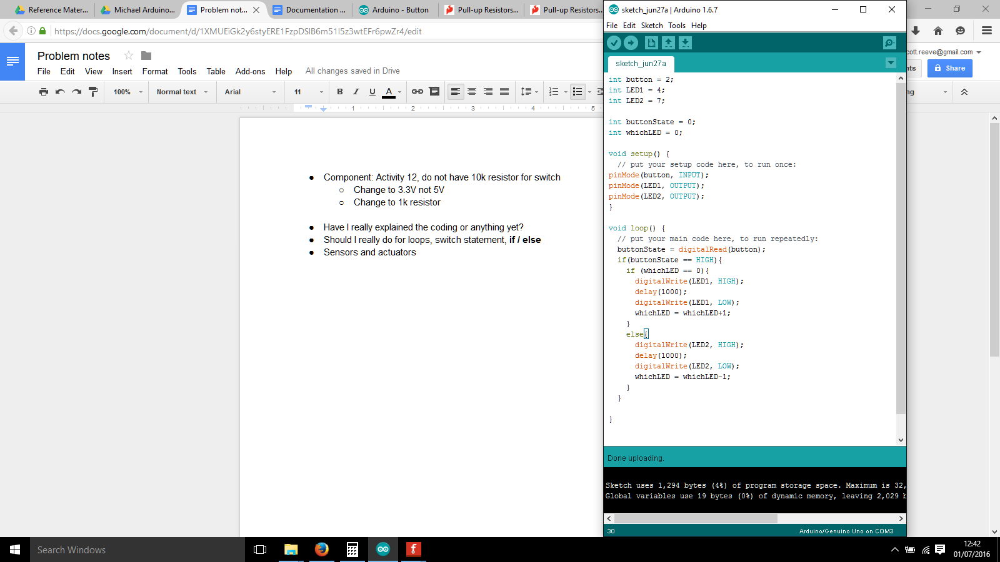 Reference Mater...
Michael Arduino...
Problem not...
Documentation ...
Arduino - Button
Pull-up Resistors...
Pull-up Resistors...
https://docs.google.com/document/d/1XMUEiGk2y6styERE1FzpDSlB6m51I5z3wtEFr6pwZr4/edit
Problem notes
File Edit View Insert Format Tools Table Add-ons Help All changes saved in Drive
cott.reeve@gmail.com
nts
Share
100% Normal text Arial 11 B I U A
ng
1 2 3 4 5
● Component: Activity 12, do not have 10k resistor for switch
○ Change to 3.3V not 5V
○ Change to 1k resistor
● Have I really explained the coding or anything yet?
● Should I really do for loops, switch statement, if / else
● Sensors and actuators
sketch_jun27a | Arduino 1.6.7
File Edit Sketch Tools Help
sketch_jun27a
int button = 2;
int LED1 = 4;
int LED2 = 7;
int buttonState = 0;
int whichLED = 0;
void setup() {
// put your setup code here, to run once:
pinMode(button, INPUT);
pinMode(LED1, OUTPUT);
pinMode(LED2, OUTPUT);
}
void loop() {
// put your main code here, to run repeatedly:
buttonState = digitalRead(button);
if(buttonState == HIGH){
if (whichLED == 0){
digitalWrite(LED1, HIGH);
delay(1000);
digitalWrite(LED1, LOW);
whichLED = whichLED+1;
}
else{
digitalWrite(LED2, HIGH);
delay(1000);
digitalWrite(LED2, LOW);
whichLED = whichLED-1;
}
}
}
Done uploading.
Sketch uses 1,294 bytes (4%) of program storage space. Maximum is 32,
Global variables use 19 bytes (0%) of dynamic memory, leaving 2,029 b
30
Arduino/Genuino Uno on COM3
Search Windows
12:42
01/07/2016